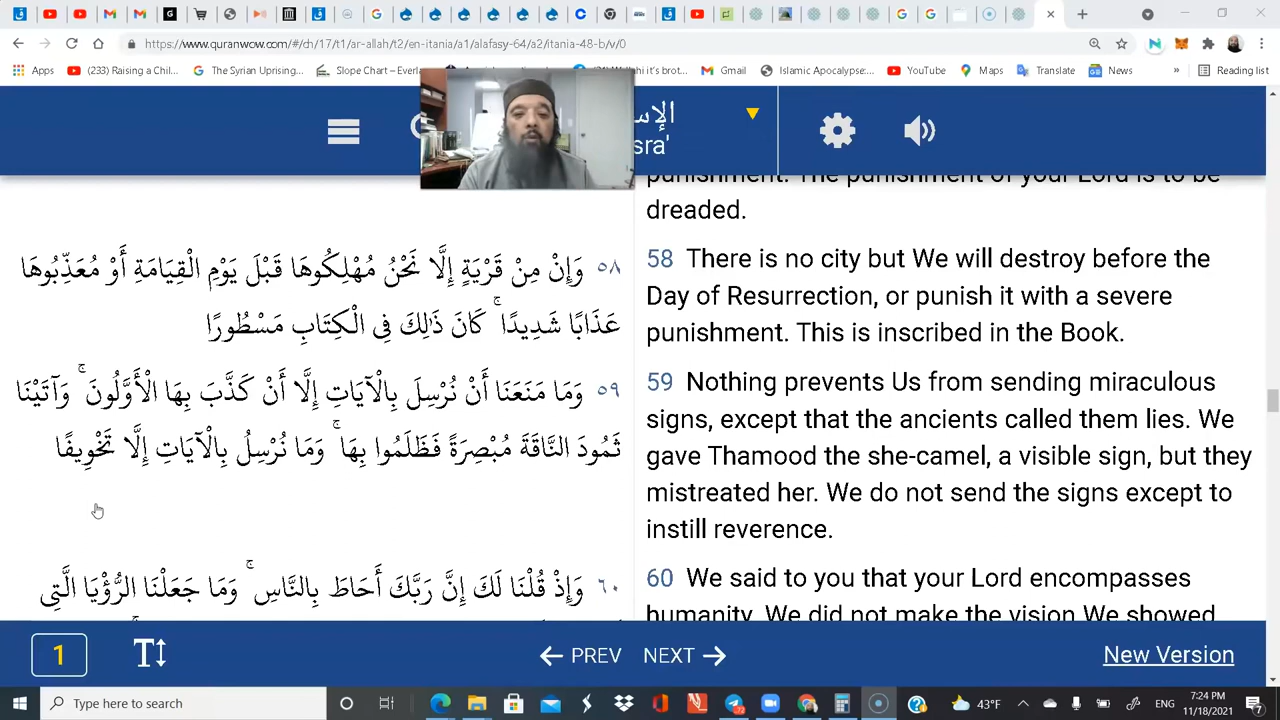 https://www.quranwow.com/#/ch/17/t1/ar-allah/t2/en-itania/a1/alafasy-64/a2/itania-48-b/v/0
Apps
(233) Raising a Chil...
The Syrian Uprising...
Slope Chart – Everl
Wallahi it's brot...
Gmail
Islamic Apocalypse:...
YouTube
Maps
Translate
News
»
Reading list
الإس
sra'
punishment. The punishment of your Lord is to be
dreaded.
٥٨ وَإِنْ مِنْ قَرْيَةٍ إِلَّا نَحْنُ مُهْلِكُوهَا قَبْلَ يَوْمِ الْقِيَامَةِ أَوْ مُعَذِّبُوهَا
عَذَابًا شَدِيدًا ۚ كَانَ ذَٰلِكَ فِي الْكِتَابِ مَسْطُورًا
58 There is no city but We will destroy before the
Day of Resurrection, or punish it with a severe
punishment. This is inscribed in the Book.
٥٩ وَمَا مَنَعَنَا أَنْ نُرْسِلَ بِالْآيَاتِ إِلَّا أَنْ كَذَّبَ بِهَا الْأَوَّلُونَ ۚ وَآتَيْنَا
ثَمُودَ النَّاقَةَ مُبْصِرَةً فَظَلَمُوا بِهَا ۚ وَمَا نُرْسِلُ بِالْآيَاتِ إِلَّا تَخْوِيفًا
59 Nothing prevents Us from sending miraculous
signs, except that the ancients called them lies. We
gave Thamood the she-camel, a visible sign, but they
mistreated her. We do not send the signs except to
instill reverence.
٦٠ وَإِذْ قُلْنَا لَكَ إِنَّ رَبَّكَ أَحَاطَ بِالنَّاسِ ۚ وَمَا جَعَلْنَا الرُّؤْيَا الَّتِي
60 We said to you that your Lord encompasses
humanity. We did not make the vision We showed
1
T
PREV
NEXT
New Version
Type here to search
43°F
ENG
7:24 PM
11/18/2021
7